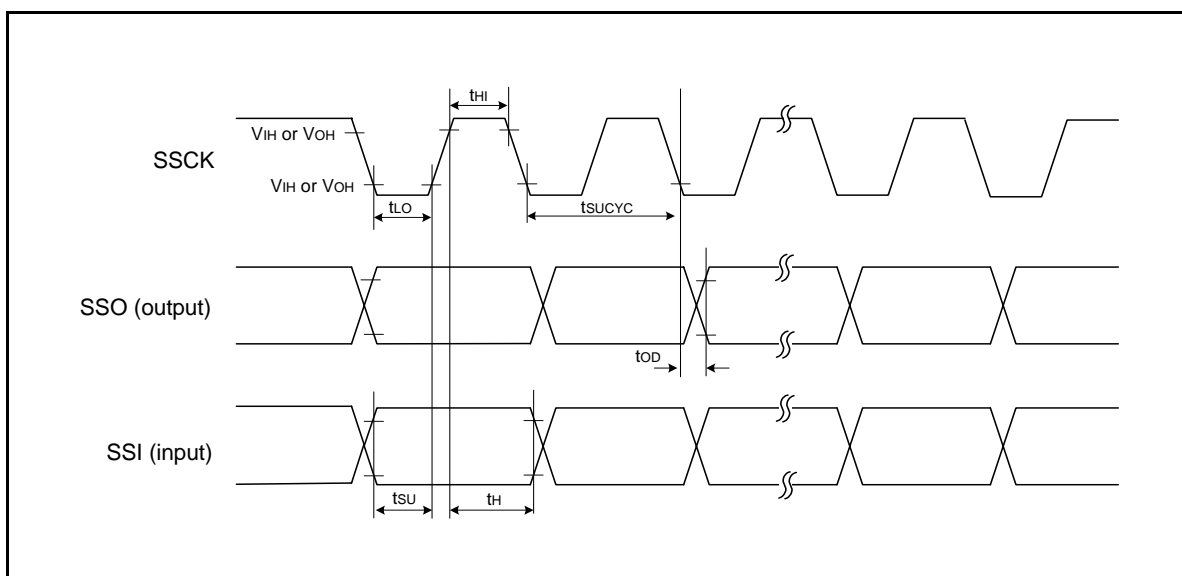 tHI
VIH or VOH
SSCK
VIH or VOH
tLO
tSUCYC
SSO (output)
tOD
SSI (input)
tSU
tH